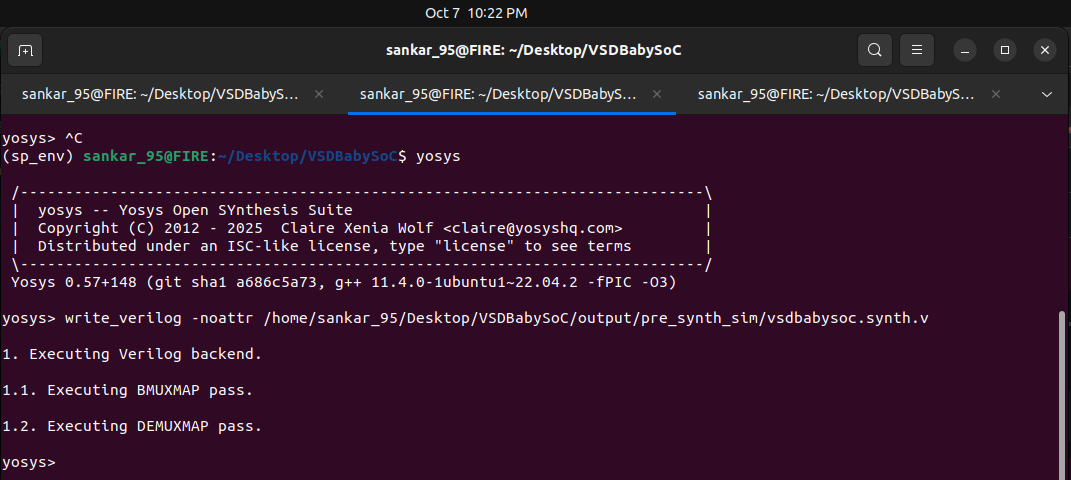 Oct 7 10:22 PM
sankar_95@FIRE: ~/Desktop/VSDBabySoC
sankar_95@FIRE: ~/Desktop/VSDBabyS... × sankar_95@FIRE: ~/Desktop/VSDBabyS... × sankar_95@FIRE: ~/Desktop/VSDBabyS... ×
yosys> ^C
(sp_env) sankar_95@FIRE:~/Desktop/VSDBabySoC$ yosys
/----------------------------------------------------------------------------\
|  yosys -- Yosys Open SYnthesis Suite                                       |
|  Copyright (C) 2012 - 2025  Claire Xenia Wolf <claire@yosyshq.com>         |
|  Distributed under an ISC-like license, type "license" to see terms        |
\----------------------------------------------------------------------------/
Yosys 0.57+148 (git sha1 a686c5a73, g++ 11.4.0-1ubuntu1~22.04.2 -fPIC -O3)
yosys> write_verilog -noattr /home/sankar_95/Desktop/VSDBabySoC/output/pre_synth_sim/vsdbabysoc.synth.v
1. Executing Verilog backend.
1.1. Executing BMUXMAP pass.
1.2. Executing DEMUXMAP pass.
yosys>